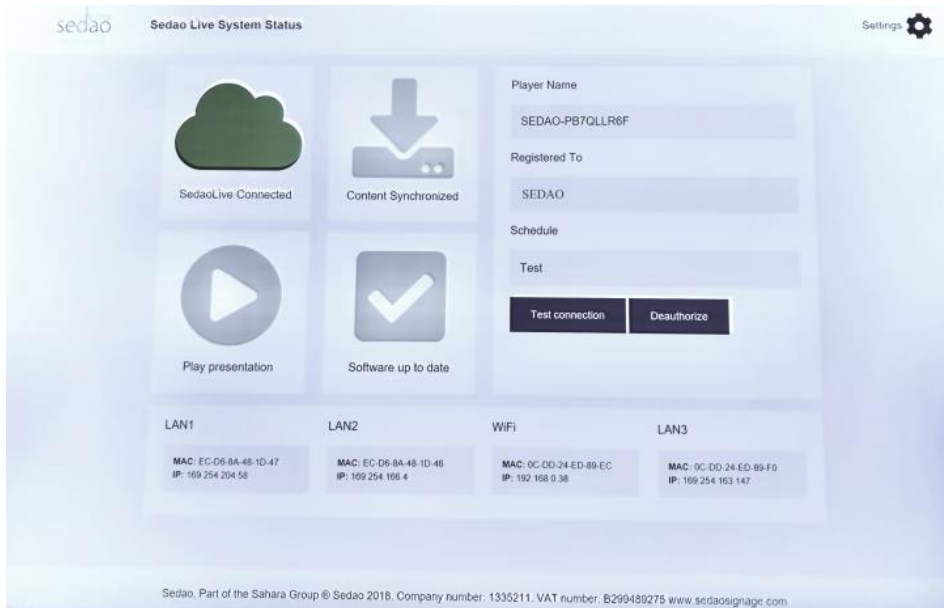 sedao
Sedao Live System Status
Settings
SedaoLive Connected
Content Synchronized
Play presentation
Software up to date
Player Name
SEDAO-PB7QLLR6F
Registered To
SEDAO
Schedule
Test
Test connection
Deauthorize
LAN1
MAC: EC-D6-8A-48-1D-47
IP: 169 254 204 58
LAN2
MAC: EC-D6-8A-48-1D-46
IP: 169 254 166 4
WiFi
MAC: 0C-DD-24-ED-89-EC
IP: 192 168 0 38
LAN3
MAC: 0C-DD-24-ED-89-F0
IP: 169 254 163 147
Sedao, Part of the Sahara Group ® Sedao 2018. Company number: 1335211. VAT number: B299489275 www.sedaosignage.com